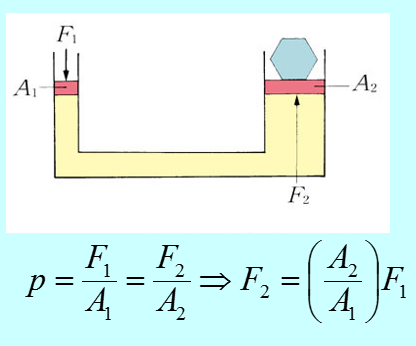 F₁
A₁ A₂
F₂
p = F₁/A₁ = F₂/A₂ ⇒ F₂ = (A₂/A₁)F₁